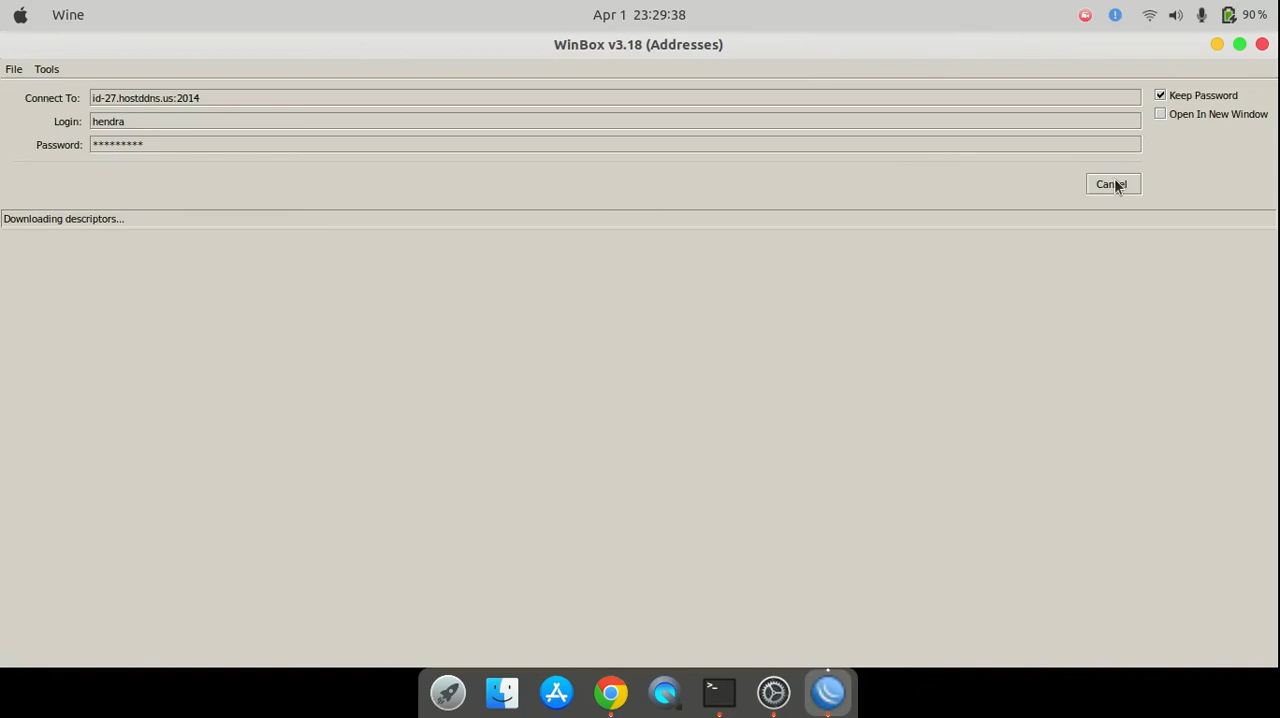 Wine
Apr 1 23:29:38
90%
WinBox v3.18 (Addresses)
File Tools
Connect To: id-27.hostddns.us:2014
Keep Password
Login: hendra
Open In New Window
Password: *********
Cancel
Downloading descriptors...
>_